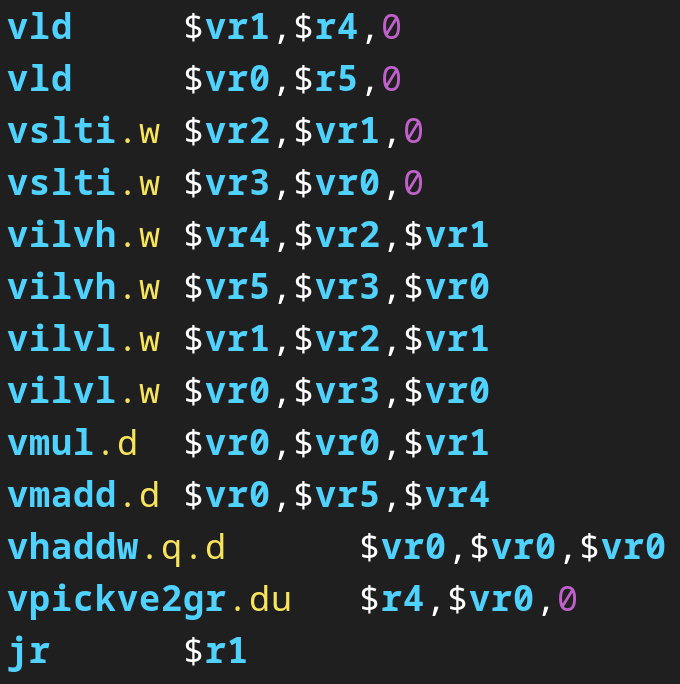 vld $vr1,$r4,0
vld $vr0,$r5,0
vslti.w $vr2,$vr1,0
vslti.w $vr3,$vr0,0
vilvh.w $vr4,$vr2,$vr1
vilvh.w $vr5,$vr3,$vr0
vilvl.w $vr1,$vr2,$vr1
vilvl.w $vr0,$vr3,$vr0
vmul.d $vr0,$vr0,$vr1
vmadd.d $vr0,$vr5,$vr4
vhaddw.q.d $vr0,$vr0,$vr0
vpickve2gr.du $r4,$vr0,0
jr $r1